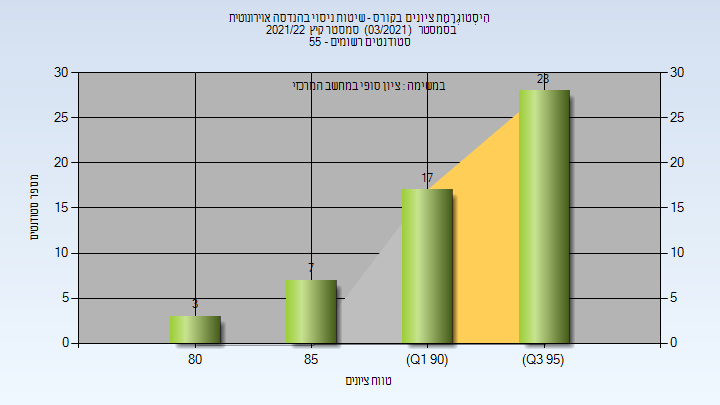 היסטוגרמת ציונים בקורס - שיטות ניסוי בהנדסה אוירונוטית
בסמסטר (03/2021) סמסטר קיץ 2021/22
סטודנטים רשומים - 55
במשימה : ציון סופי במחשב המרכזי
30 30
28
25 25
20 20
17
15 15
10 10
7
5 5
3
0 0
80 85 (Q1 90) (Q3 95)
מספר סטודנטים
טווח ציונים